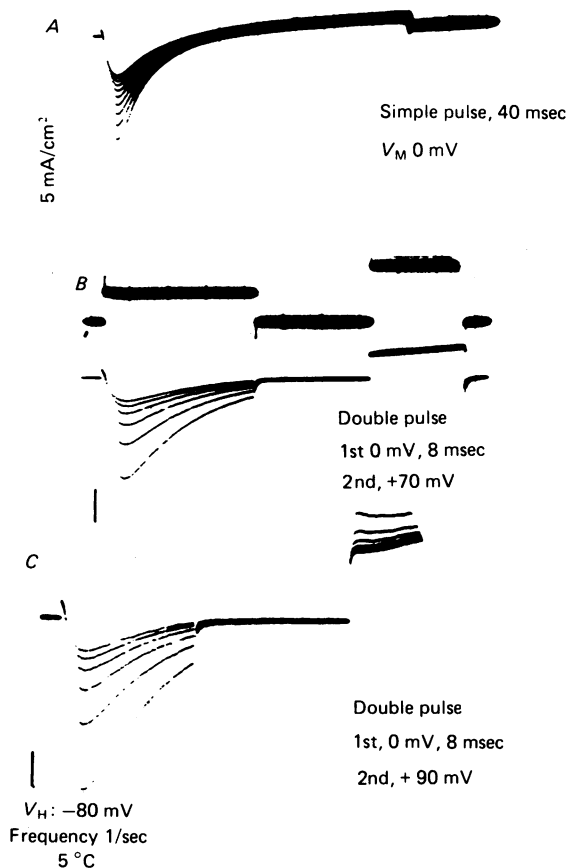 A
5 mA/cm²
Simple pulse, 40 msec
V_M 0 mV
B
Double pulse
1st 0 mV, 8 msec
2nd, +70 mV
C
Double pulse
1st, 0 mV, 8 msec
2nd, + 90 mV
V_H: −80 mV
Frequency 1/sec
5 °C